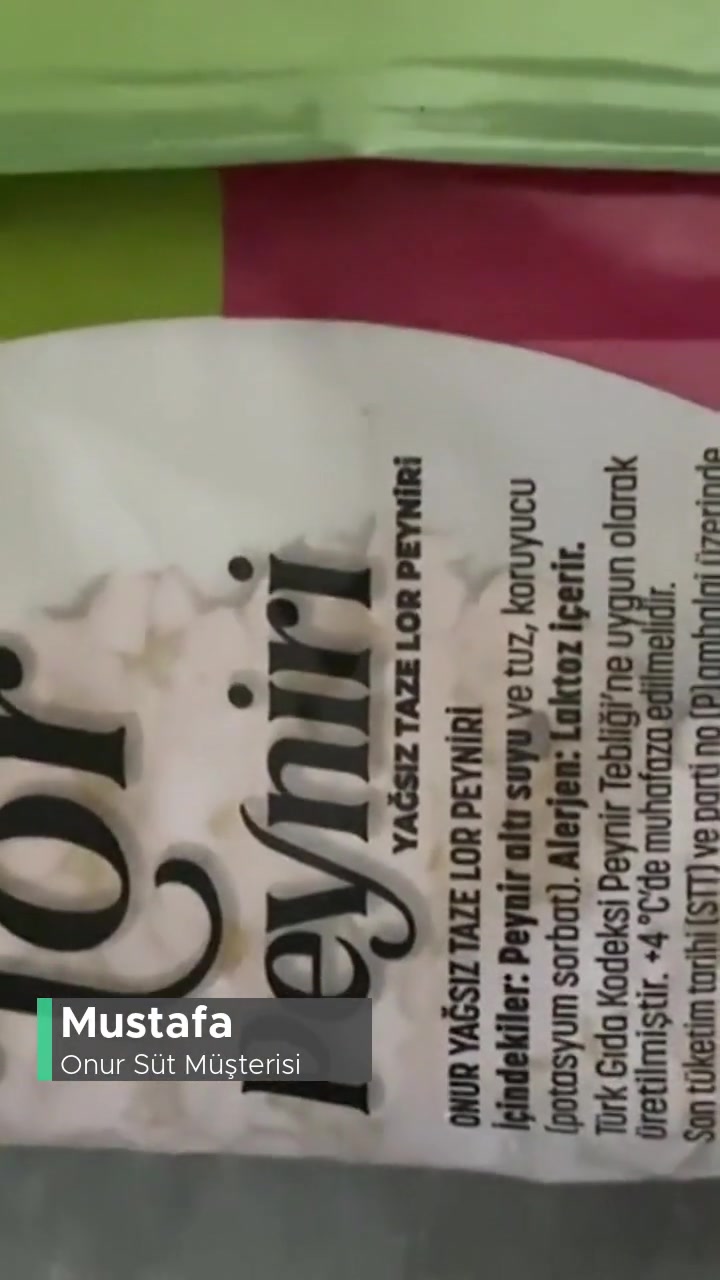 lor
peyniri
YAĞSIZ TAZE LOR PEYNİRİ
ONUR YAĞSIZ TAZE LOR PEYNİRİ
İçindekiler: Peynir altı suyu ve tuz, koruyucu
(potasyum sorbat). Alerjen: Laktoz içerir.
Türk Gıda Kodeksi Peynir Tebliği'ne uygun olarak
üretilmiştir. +4 °C'de muhafaza edilmelidir.
Son tüketim tarihi (STT) ve parti no (P) ambalaj üzerinde
Mustafa
Onur Süt Müşterisi